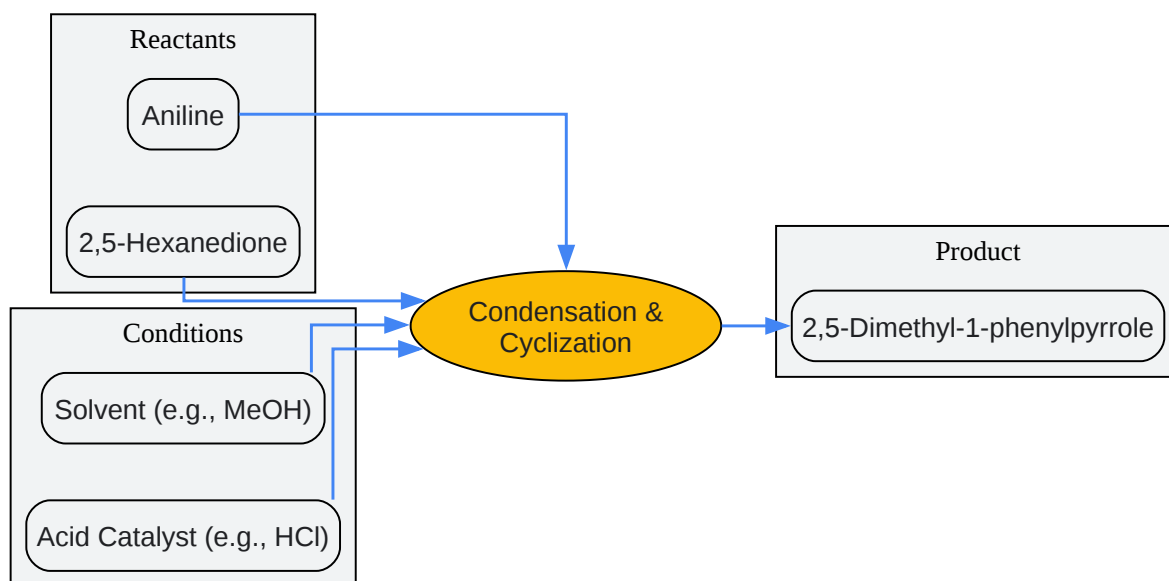 Reactants
Aniline
2,5-Hexanedione
Conditions
Solvent (e.g., MeOH)
Acid Catalyst (e.g., HCl)
Condensation &
Cyclization
Product
2,5-Dimethyl-1-phenylpyrrole